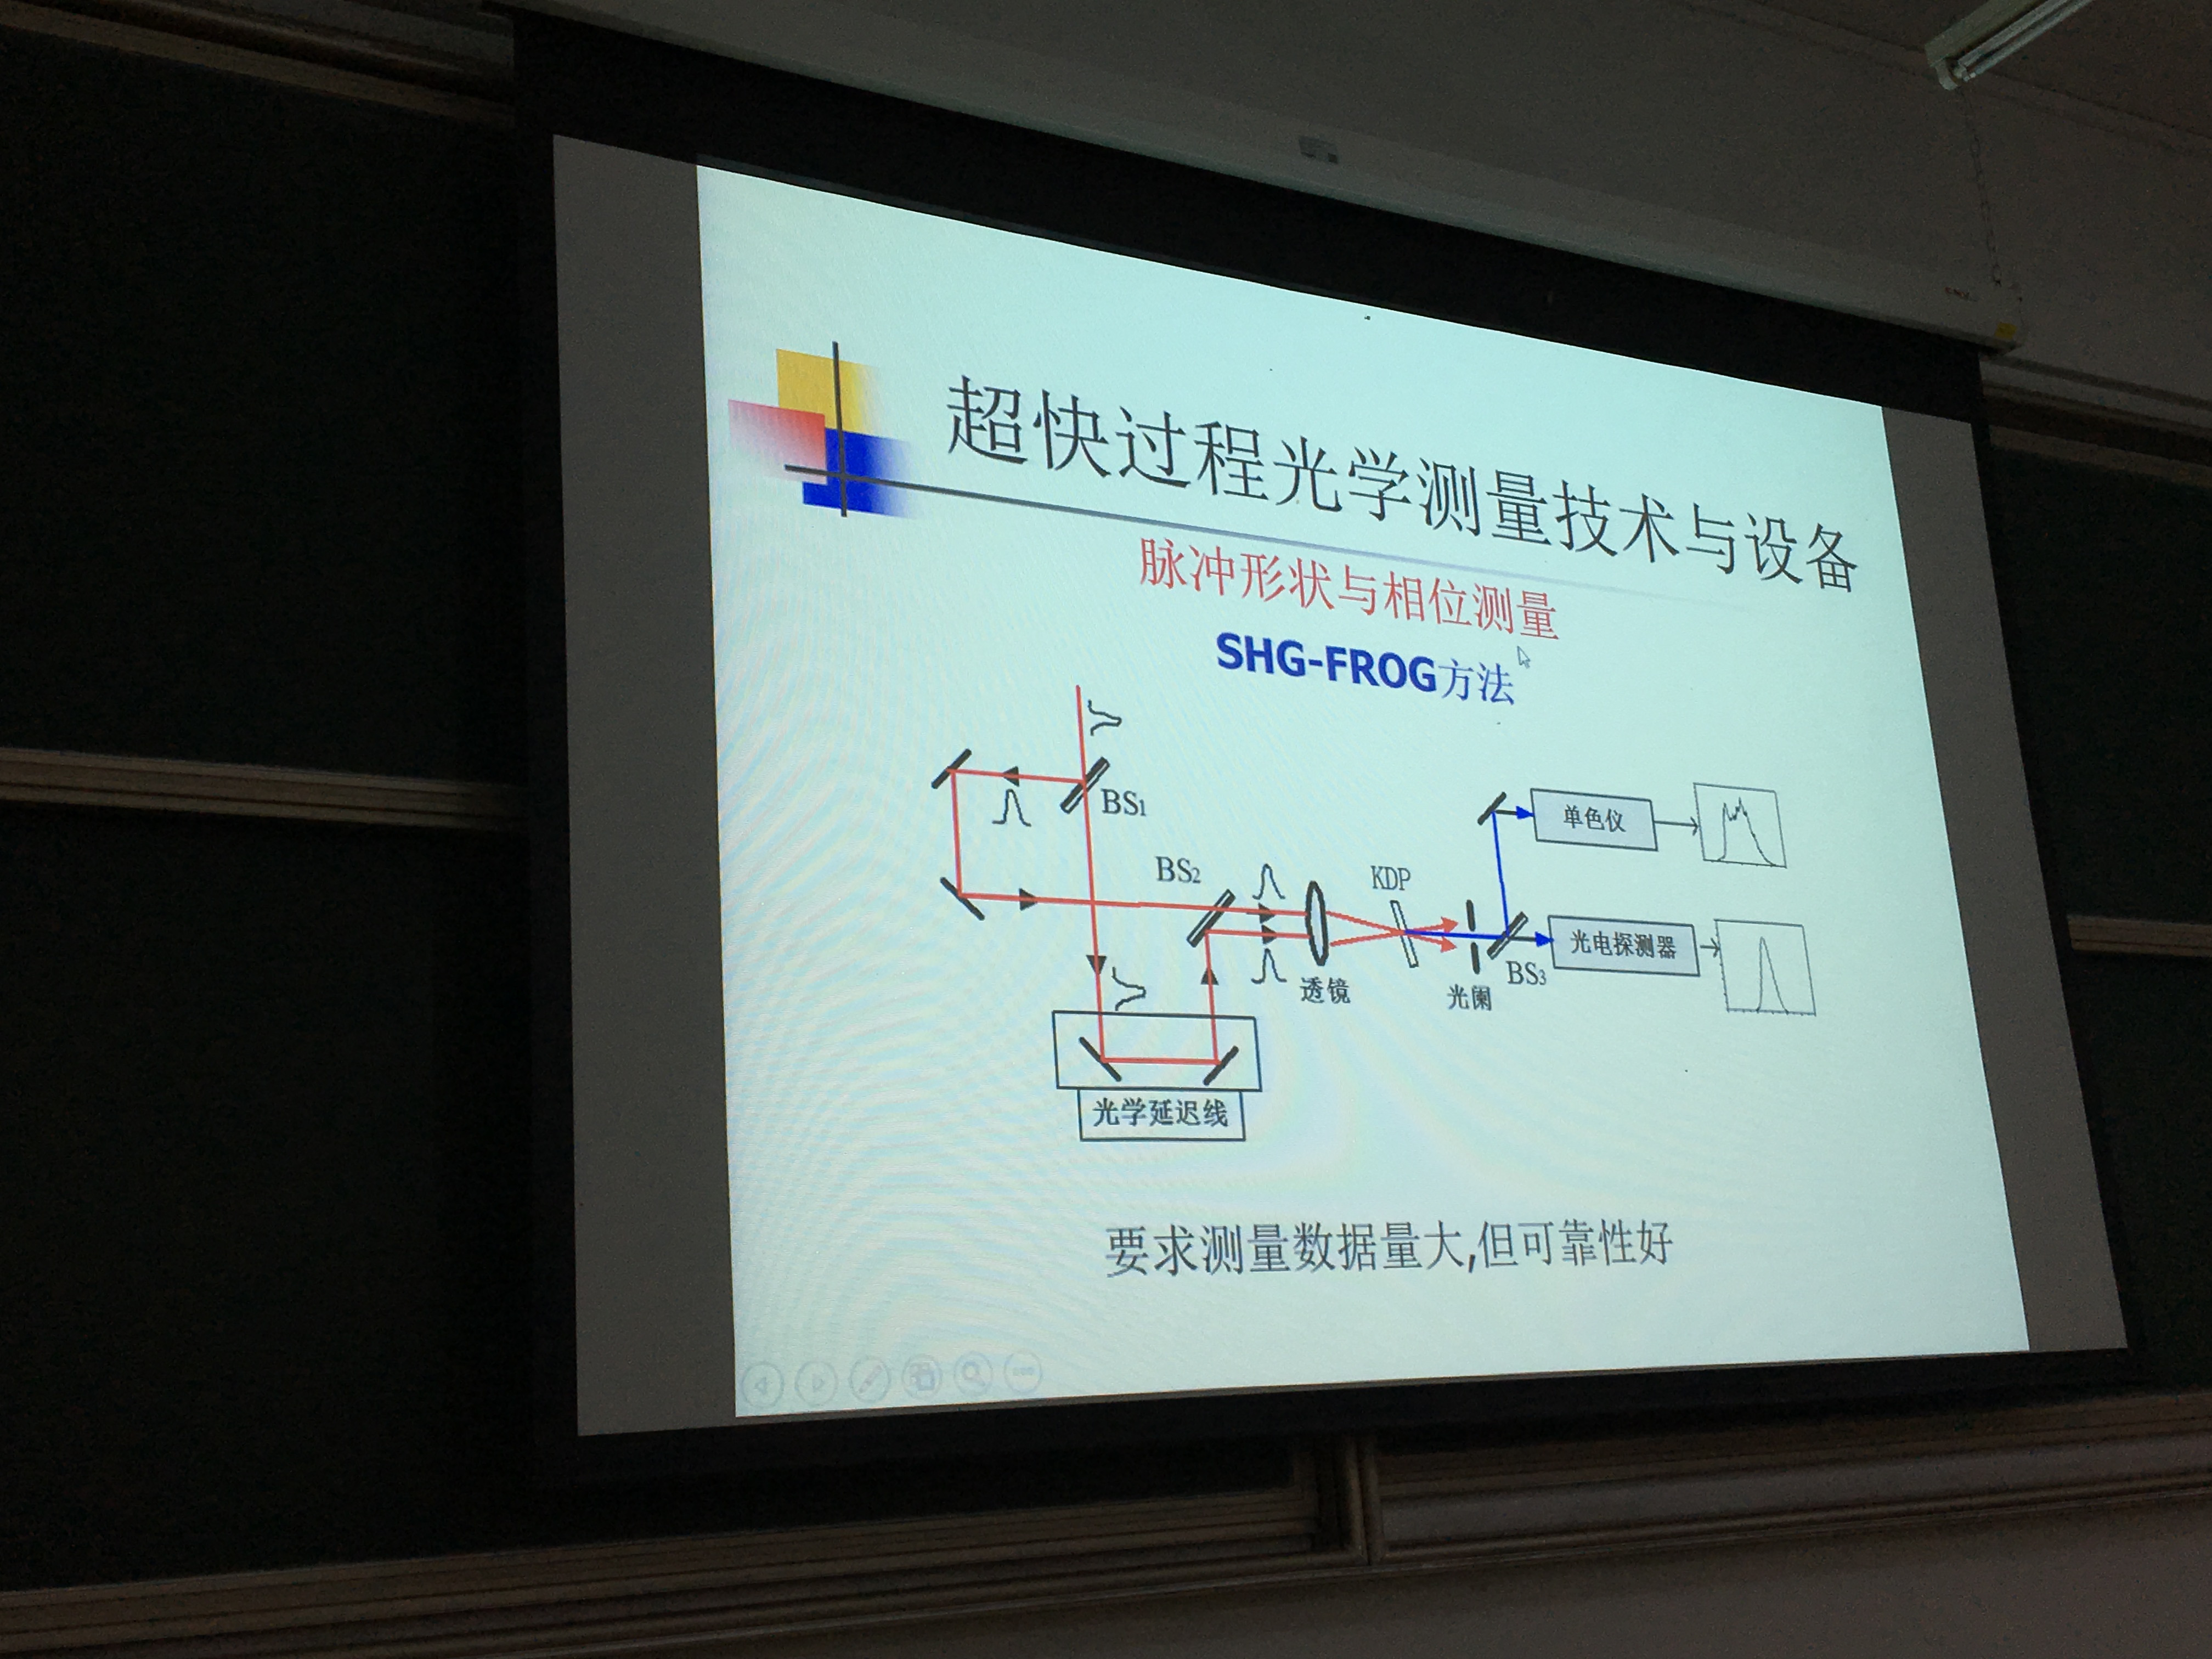 超快过程光学测量技术与设备
脉冲形状与相位测量
SHG-FROG方法
BS1
BS2
KDP
单色仪
光电探测器
BS3
透镜
光阑
光学延迟线
要求测量数据量大,但可靠性好